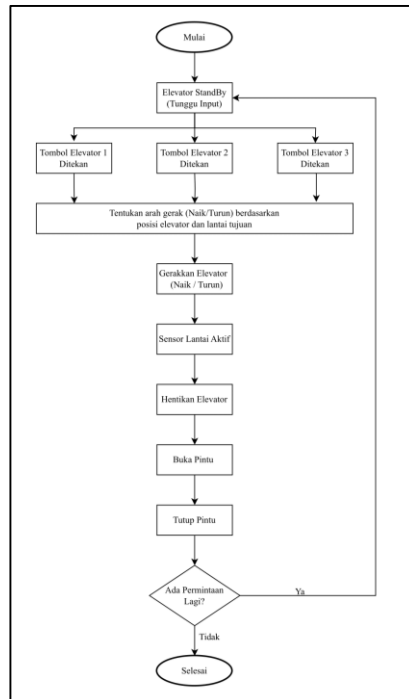 Mulai
Elevator StandBy
(Tunggu Input)
Tombol Elevator 1
Ditekan
Tombol Elevator 2
Ditekan
Tombol Elevator 3
Ditekan
Tentukan arah gerak (Naik/Turun) berdasarkan
posisi elevator dan lantai tujuan
Gerakkan Elevator
(Naik / Turun)
Sensor Lantai Aktif
Hentikan Elevator
Buka Pintu
Tutup Pintu
Ada Permintaan
Lagi?
Ya
Tidak
Selesai